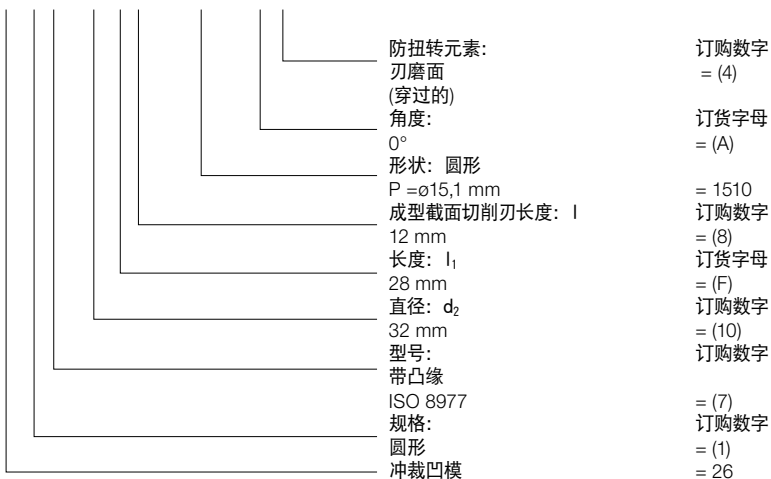 防扭转元素: 订购数字
刃磨面 = (4)
(穿过的)
角度: 订货字母
0° = (A)
形状: 圆形
P =ø15,1 mm = 1510
成型截面切削刃长度: l 订购数字
12 mm = (8)
长度: l₁ 订货字母
28 mm = (F)
直径: d₂ 订购数字
32 mm = (10)
型号: 订购数字
带凸缘
ISO 8977 = (7)
规格: 订购数字
圆形 = (1)
冲裁凹模 = 26